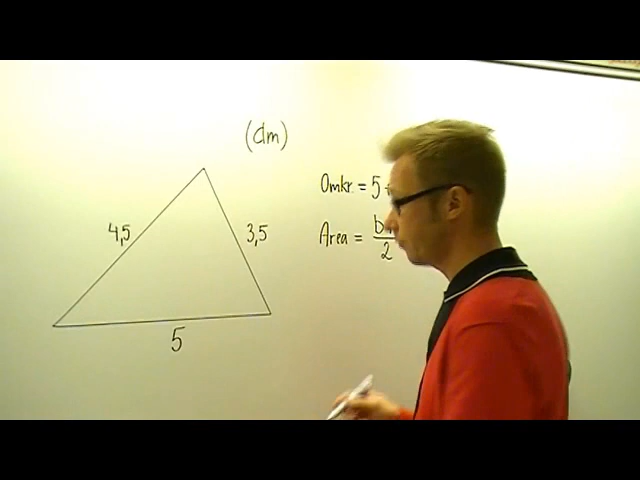 (dm)
4,5
3,5
5
Omkr. = 5
Area =
2